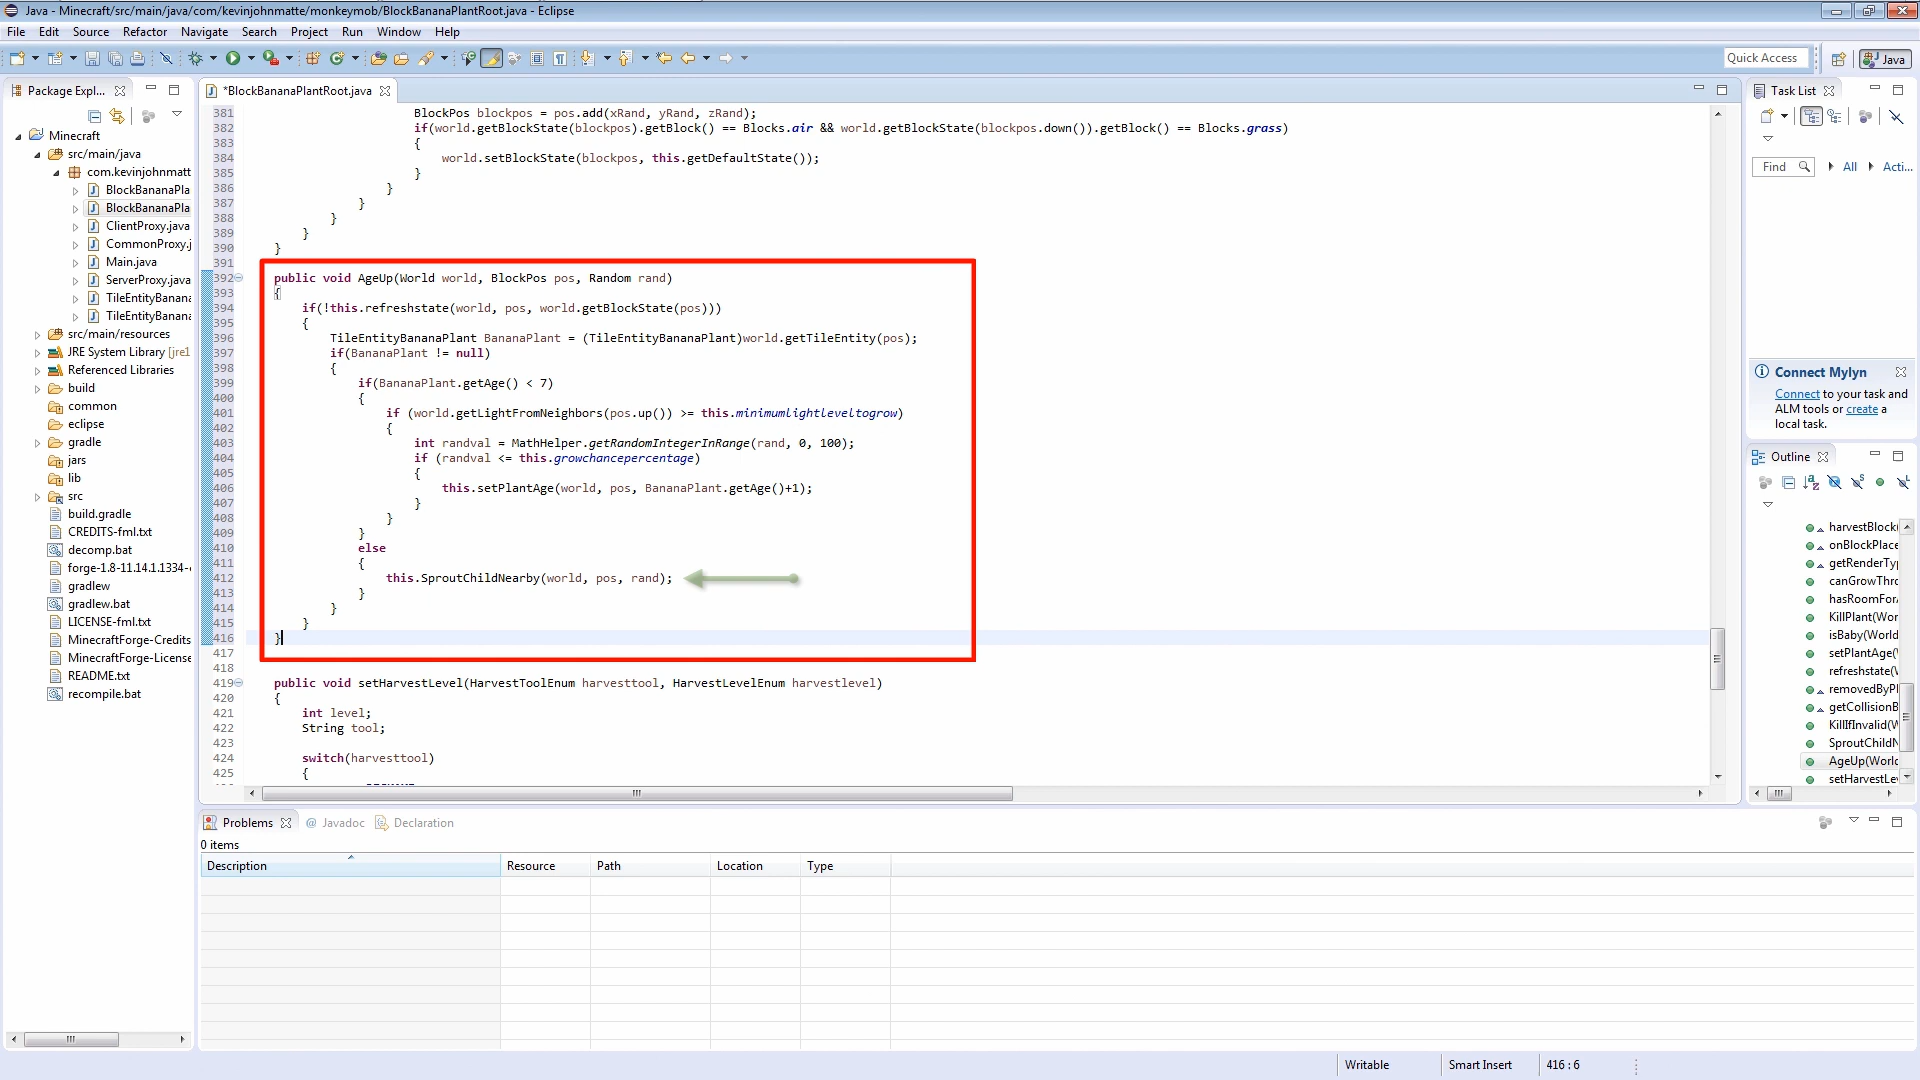 Java - Minecraft/src/main/java/com/kevinjohnmatte/monkeymob/BlockBananaPlantRoot.java - Eclipse
File Edit Source Refactor Navigate Search Project Run Window Help
Quick Access
Java
Package Expl...
Minecraft
src/main/java
com.kevinjohnmatt
BlockBananaPla
BlockBananaPla
ClientProxy.java
CommonProxy.j
Main.java
ServerProxy.java
TileEntityBanana
TileEntityBanana
src/main/resources
JRE System Library [jre1
Referenced Libraries
build
common
eclipse
gradle
jars
lib
src
build.gradle
CREDITS-fml.txt
decomp.bat
forge-1.8-11.14.1.1334-
gradlew
gradlew.bat
LICENSE-fml.txt
MinecraftForge-Credits
MinecraftForge-License
README.txt
recompile.bat
*BlockBananaPlantRoot.java
381 BlockPos blockpos = pos.add(xRand, yRand, zRand);
382 if(world.getBlockState(blockpos).getBlock() == Blocks.air && world.getBlockState(blockpos.down()).getBlock() == Blocks.grass)
383 {
384 world.setBlockState(blockpos, this.getDefaultState());
385 }
386 }
387 }
388 }
389 }
390 }
391
392 public void AgeUp(World world, BlockPos pos, Random rand)
393 {
394 if(!this.refreshstate(world, pos, world.getBlockState(pos)))
395 {
396 TileEntityBananaPlant BananaPlant = (TileEntityBananaPlant)world.getTileEntity(pos);
397 if(BananaPlant != null)
398 {
399 if(BananaPlant.getAge() < 7)
400 {
401 if (world.getLightFromNeighbors(pos.up()) >= this.minimumlightleveltogrow)
402 {
403 int randval = MathHelper.getRandomIntegerInRange(rand, 0, 100);
404 if (randval <= this.growchancepercentage)
405 {
406 this.setPlantAge(world, pos, BananaPlant.getAge()+1);
407 }
408 }
409 }
410 else
411 {
412 this.SproutChildNearby(world, pos, rand);
413 }
414 }
415 }
416 }
417
418
419 public void setHarvestLevel(HarvestToolEnum harvesttool, HarvestLevelEnum harvestlevel)
420 {
421 int level;
422 String tool;
423
424 switch(harvesttool)
425 {
Task List
Find All Acti...
Connect Mylyn
Connect to your task and
ALM tools or create a
local task.
Outline
harvestBlock
onBlockPlace
getRenderTy
canGrowThro
hasRoomFor
KillPlant(Wor
isBaby(World
setPlantAge(
refreshstate(
removedByPl
getCollisionB
KillIfInvalid(W
SproutChildN
AgeUp(World
setHarvestLe
Problems Javadoc Declaration
0 items
Description Resource Path Location Type
Writable Smart Insert 416 : 6